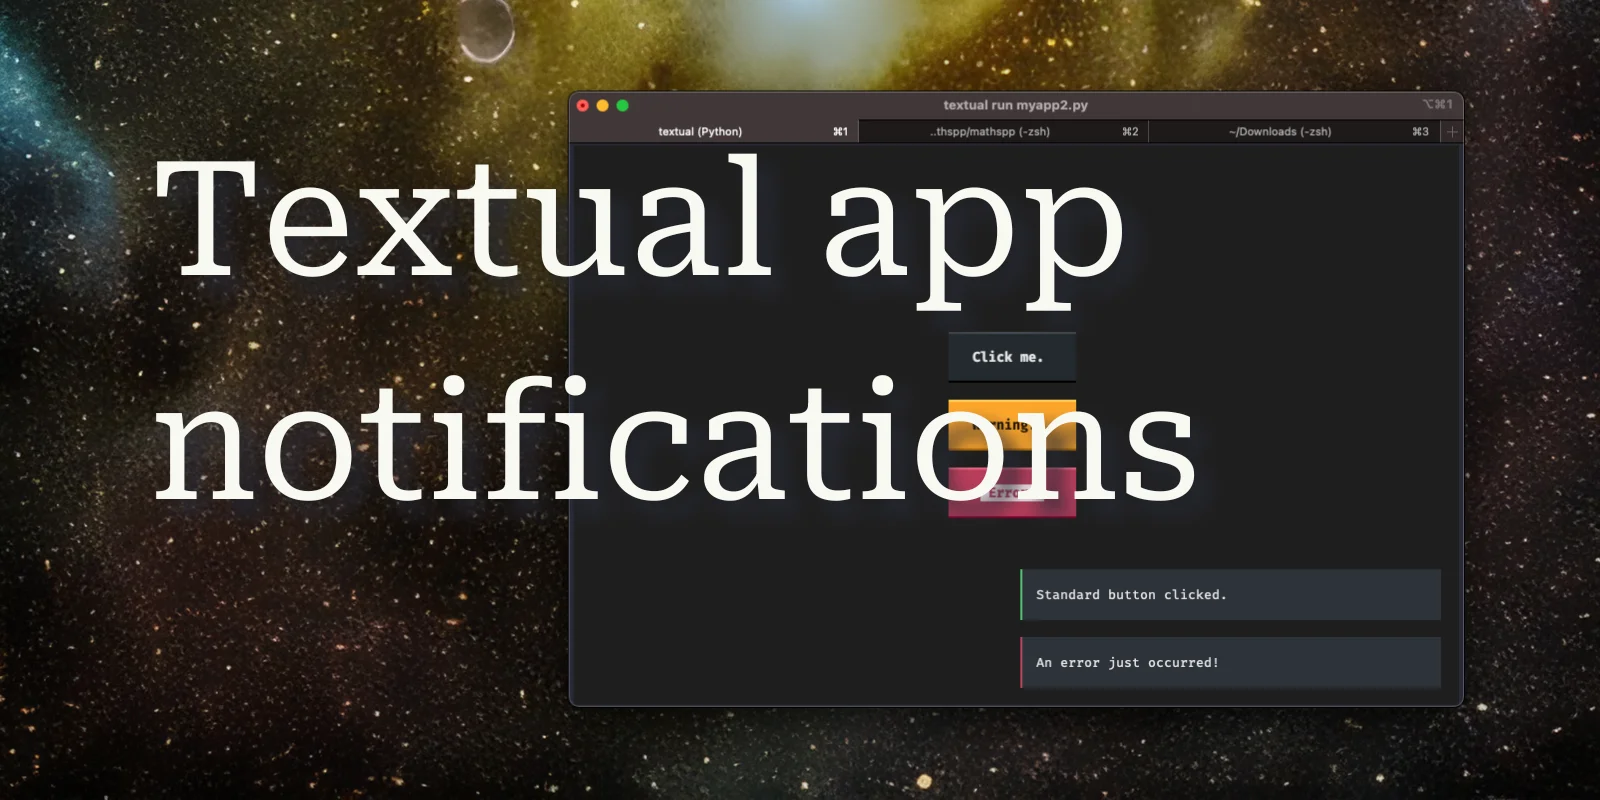 textual run myapp2.py ⌥⌘1
textual (Python) ⌘1 ..thspp/mathspp (-zsh) ⌘2 ~/Downloads (-zsh) ⌘3 +
Textual app
Click me.
notifications
Standard button clicked.
An error just occurred!